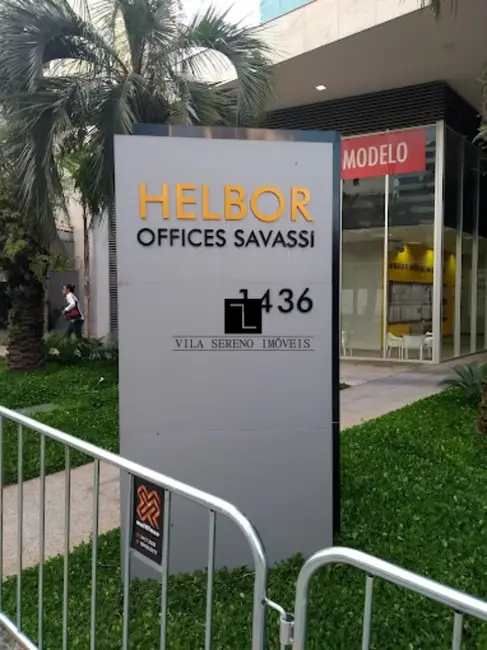 HELBOR
OFFICES SAVASSI
1436
VILA SERENO IMÓVEIS
MODELO